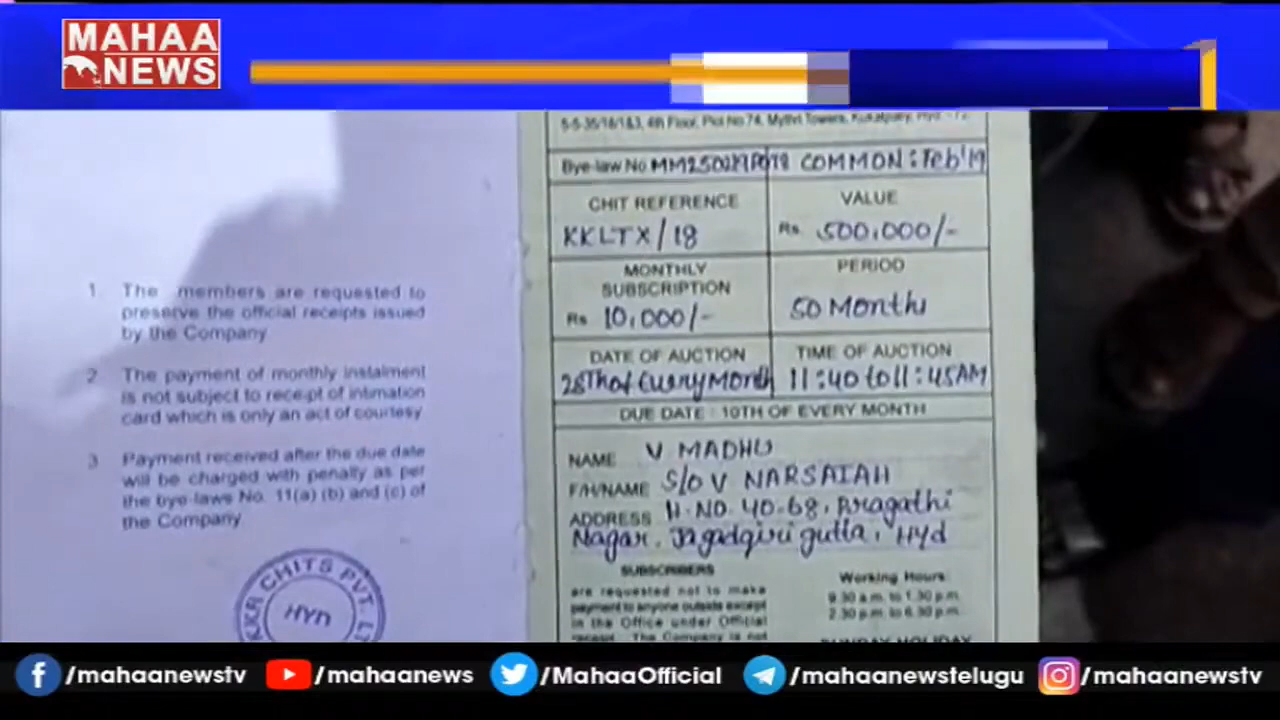 MAHAA
NEWS
5-5-35/18/1&3, 4th Floor, Plot No.74, Mythri Towers, Kukatpally, Hyd. - 72
Bye-law No COMMON: Feb'19
CHIT REFERENCE
KKLTX/18
VALUE
Rs. 500,000/-
MONTHLY
SUBSCRIPTION
Rs 10,000/-
PERIOD
50 Months
DATE OF AUCTION
28Th of Every Month
TIME OF AUCTION
11:40 to 11:45AM
DUE DATE : 10TH OF EVERY MONTH
NAME V MADHU
F/H/NAME S/O V NARSAIAH
ADDRESS H.NO. 40-68, Pragathi
Nagar, Jagadgiri gutta, Hyd
SUBSCRIBERS
are requested not to make
payment to anyone outside except
in the Office under Official
receipt. The Company is not
Working Hours:
9.30 a.m. to 1.30 p.m.
2.30 p.m. to 6.30 p.m.
SUNDAY HOLIDAY
1. The members are requested to
preserve the official receipts issued
by the Company
2. The payment of monthly instalment
is not subject to receipt of intimation
card which is only an act of courtesy
3. Payment received after the due date
will be charged with penalty as per
the bye-laws No. 11(a) (b) and (c) of
the Company
KKR CHITS PVT. LT
HYD
/mahaanewstv
/mahaanews
/MahaaOfficial
/mahaanewstelugu
/mahaanewstv